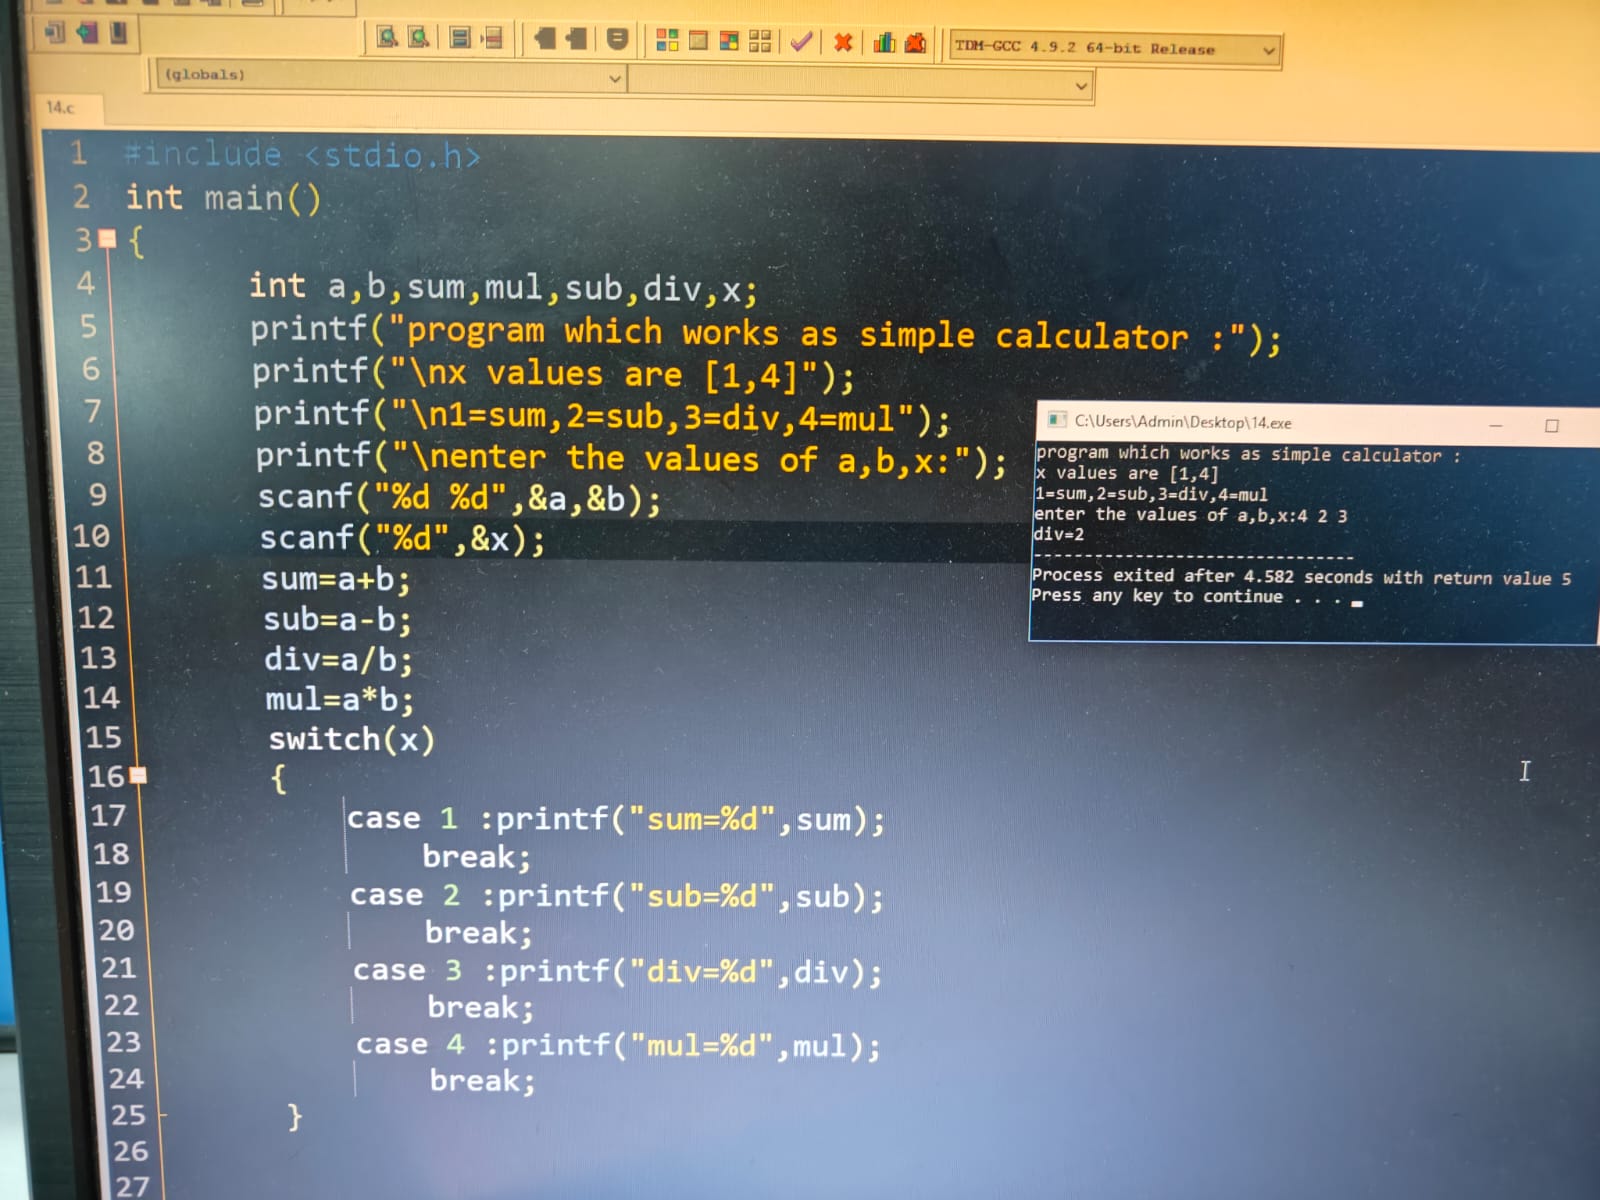 TDM-GCC 4.9.2 64-bit Release
(globals)
14.c
1 #include <stdio.h>
2 int main()
3 {
4 int a,b,sum,mul,sub,div,x;
5 printf("program which works as simple calculator :");
6 printf("\nx values are [1,4]");
7 printf("\n1=sum,2=sub,3=div,4=mul");
8 printf("\nenter the values of a,b,x:");
9 scanf("%d %d",&a,&b);
10 scanf("%d",&x);
11 sum=a+b;
12 sub=a-b;
13 div=a/b;
14 mul=a*b;
15 switch(x)
16 {
17 case 1 :printf("sum=%d",sum);
18 break;
19 case 2 :printf("sub=%d",sub);
20 break;
21 case 3 :printf("div=%d",div);
22 break;
23 case 4 :printf("mul=%d",mul);
24 break;
25 }
26
27
C:\Users\Admin\Desktop\14.exe
program which works as simple calculator :
x values are [1,4]
1=sum,2=sub,3=div,4=mul
enter the values of a,b,x:4 2 3
div=2
--------------------------------
Process exited after 4.582 seconds with return value 5
Press any key to continue . . .